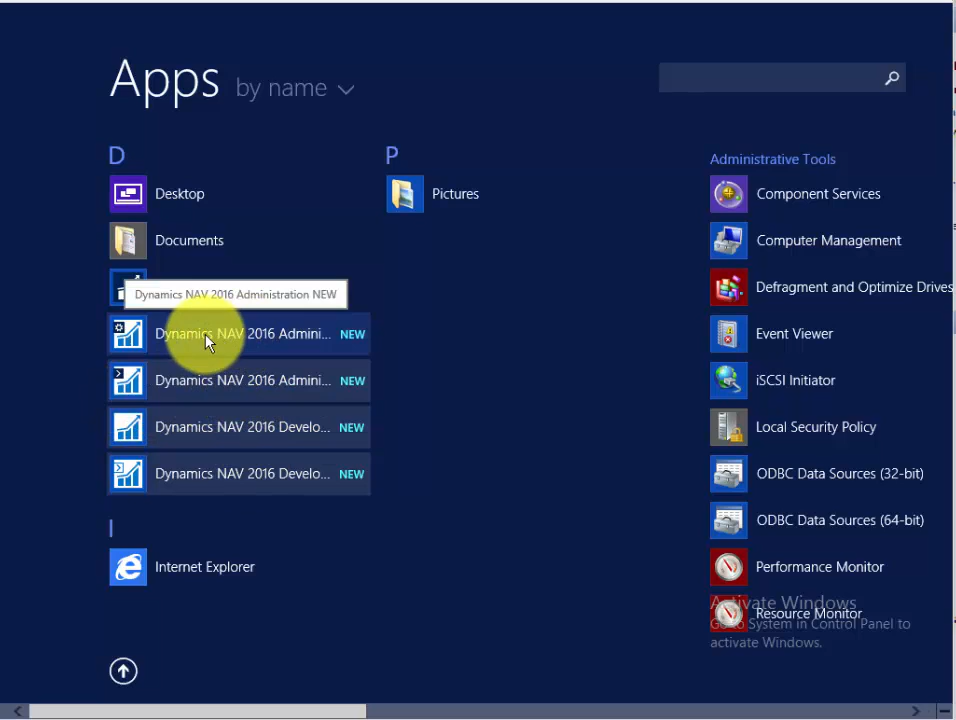 Apps by name
D
Desktop
Documents
Dynamics NAV 2016 Administration NEW
Dynamics NAV 2016 Admini... NEW
Dynamics NAV 2016 Admini... NEW
Dynamics NAV 2016 Develo... NEW
Dynamics NAV 2016 Develo... NEW
I
Internet Explorer
P
Pictures
Administrative Tools
Component Services
Computer Management
Defragment and Optimize Drives
Event Viewer
iSCSI Initiator
Local Security Policy
ODBC Data Sources (32-bit)
ODBC Data Sources (64-bit)
Performance Monitor
Resource Monitor
Activate Windows
Go to System in Control Panel to
activate Windows.